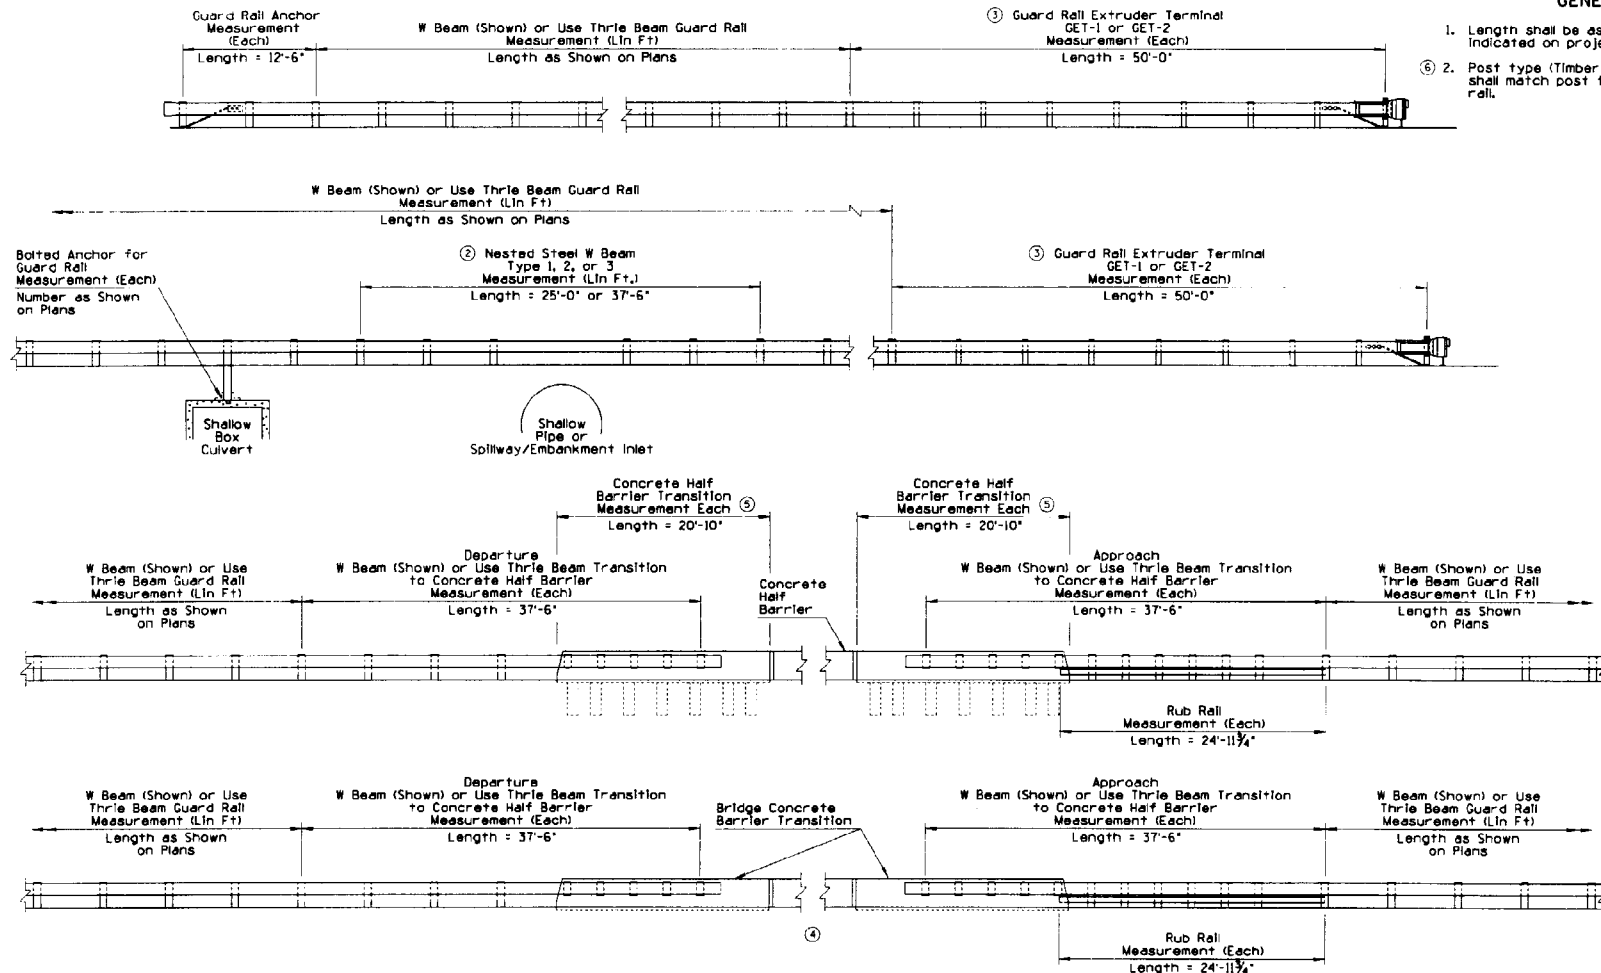 Guard Rail Anchor
Measurement
(Each)
Length = 12'-6"
W Beam (Shown) or Use Thrie Beam Guard Rail
Measurement (Lin Ft)
Length as Shown on Plans
③ Guard Rail Extruder Terminal
GET-1 or GET-2
Measurement (Each)
Length = 50'-0"
GENE
1. Length shall be as
indicated on proje
⑥ 2. Post type (Timber
shall match post t
rail.
W Beam (Shown) or Use Thrie Beam Guard Rail
Measurement (Lin Ft)
Length as Shown on Plans
Bolted Anchor for
Guard Rail
Measurement (Each)
Number as Shown
on Plans
② Nested Steel W Beam
Type 1, 2, or 3
Measurement (Lin Ft.)
Length = 25'-0" or 37'-6"
③ Guard Rail Extruder Terminal
GET-1 or GET-2
Measurement (Each)
Length = 50'-0"
Shallow
Box
Culvert
Shallow
Pipe or
Spillway/Embankment Inlet
Concrete Half
Barrier Transition
Measurement Each ⑤
Length = 20'-10"
Concrete Half
Barrier Transition
Measurement Each ⑤
Length = 20'-10"
W Beam (Shown) or Use
Thrie Beam Guard Rail
Measurement (Lin Ft)
Length as Shown
on Plans
Departure
W Beam (Shown) or Use Thrie Beam Transition
to Concrete Half Barrier
Measurement (Each)
Length = 37'-6"
Concrete
Half
Barrier
Approach
W Beam (Shown) or Use Thrie Beam Transition
to Concrete Half Barrier
Measurement (Each)
Length = 37'-6"
W Beam (Shown) or Use
Thrie Beam Guard Rail
Measurement (Lin Ft)
Length as Shown
on Plans
Rub Rail
Measurement (Each)
Length = 24'-11¾"
W Beam (Shown) or Use
Thrie Beam Guard Rail
Measurement (Lin Ft)
Length as Shown
on Plans
Departure
W Beam (Shown) or Use Thrie Beam Transition
to Concrete Half Barrier
Measurement (Each)
Length = 37'-6"
Bridge Concrete
Barrier Transition
Approach
W Beam (Shown) or Use Thrie Beam Transition
to Concrete Half Barrier
Measurement (Each)
Length = 37'-6"
W Beam (Shown) or Use
Thrie Beam Guard Rail
Measurement (Lin Ft)
Length as Shown
on Plans
④
Rub Rail
Measurement (Each)
Length = 24'-11¾"